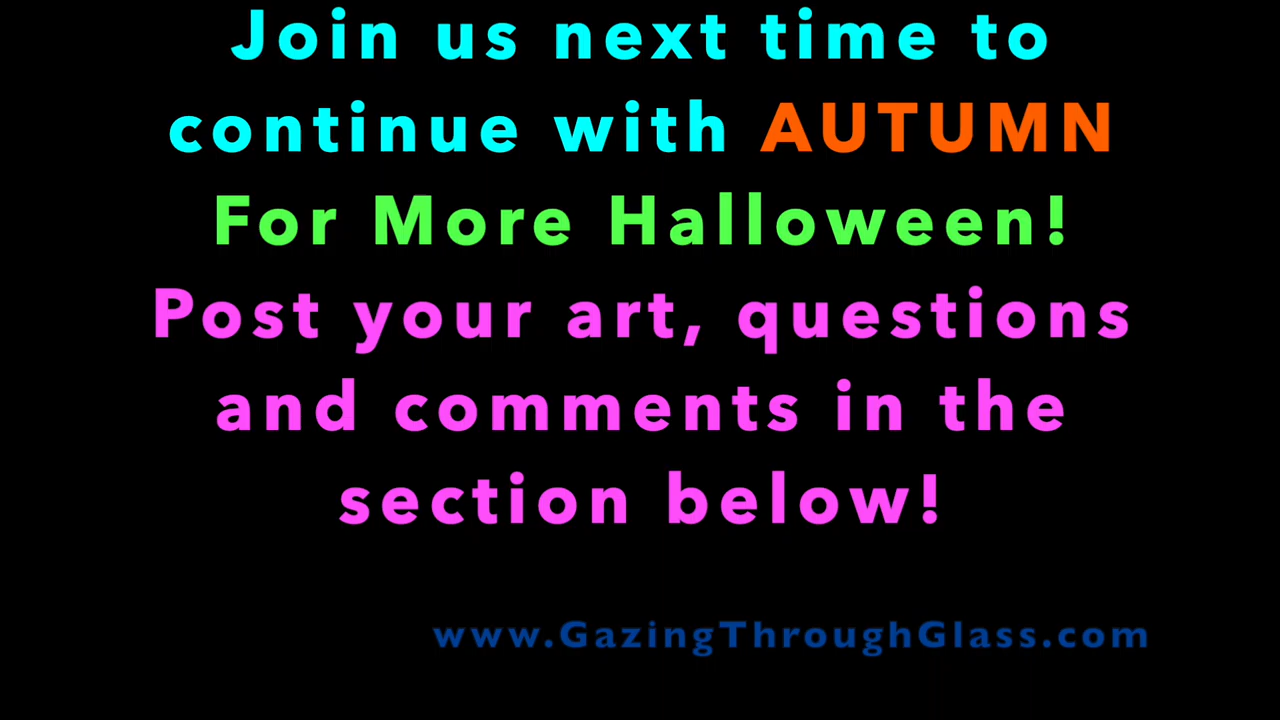 Join us next time to
continue with AUTUMN
For More Halloween!
Post your art, questions
and comments in the
section below!
www.GazingThroughGlass.com